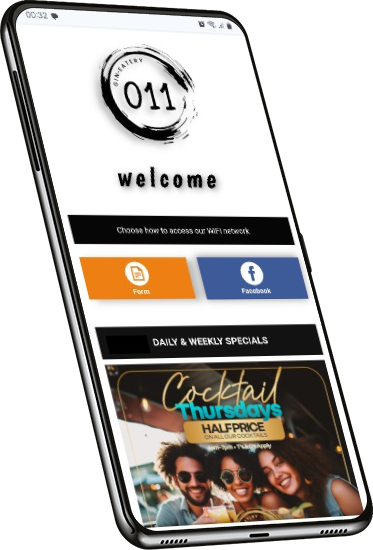 00:32
GIN·EATERY
011
welcome
Choose how to access our WiFi network
Form
Facebook
DAILY & WEEKLY SPECIALS
Cocktail
Thursdays
HALFPRICE
ON ALL OUR COCKTAILS